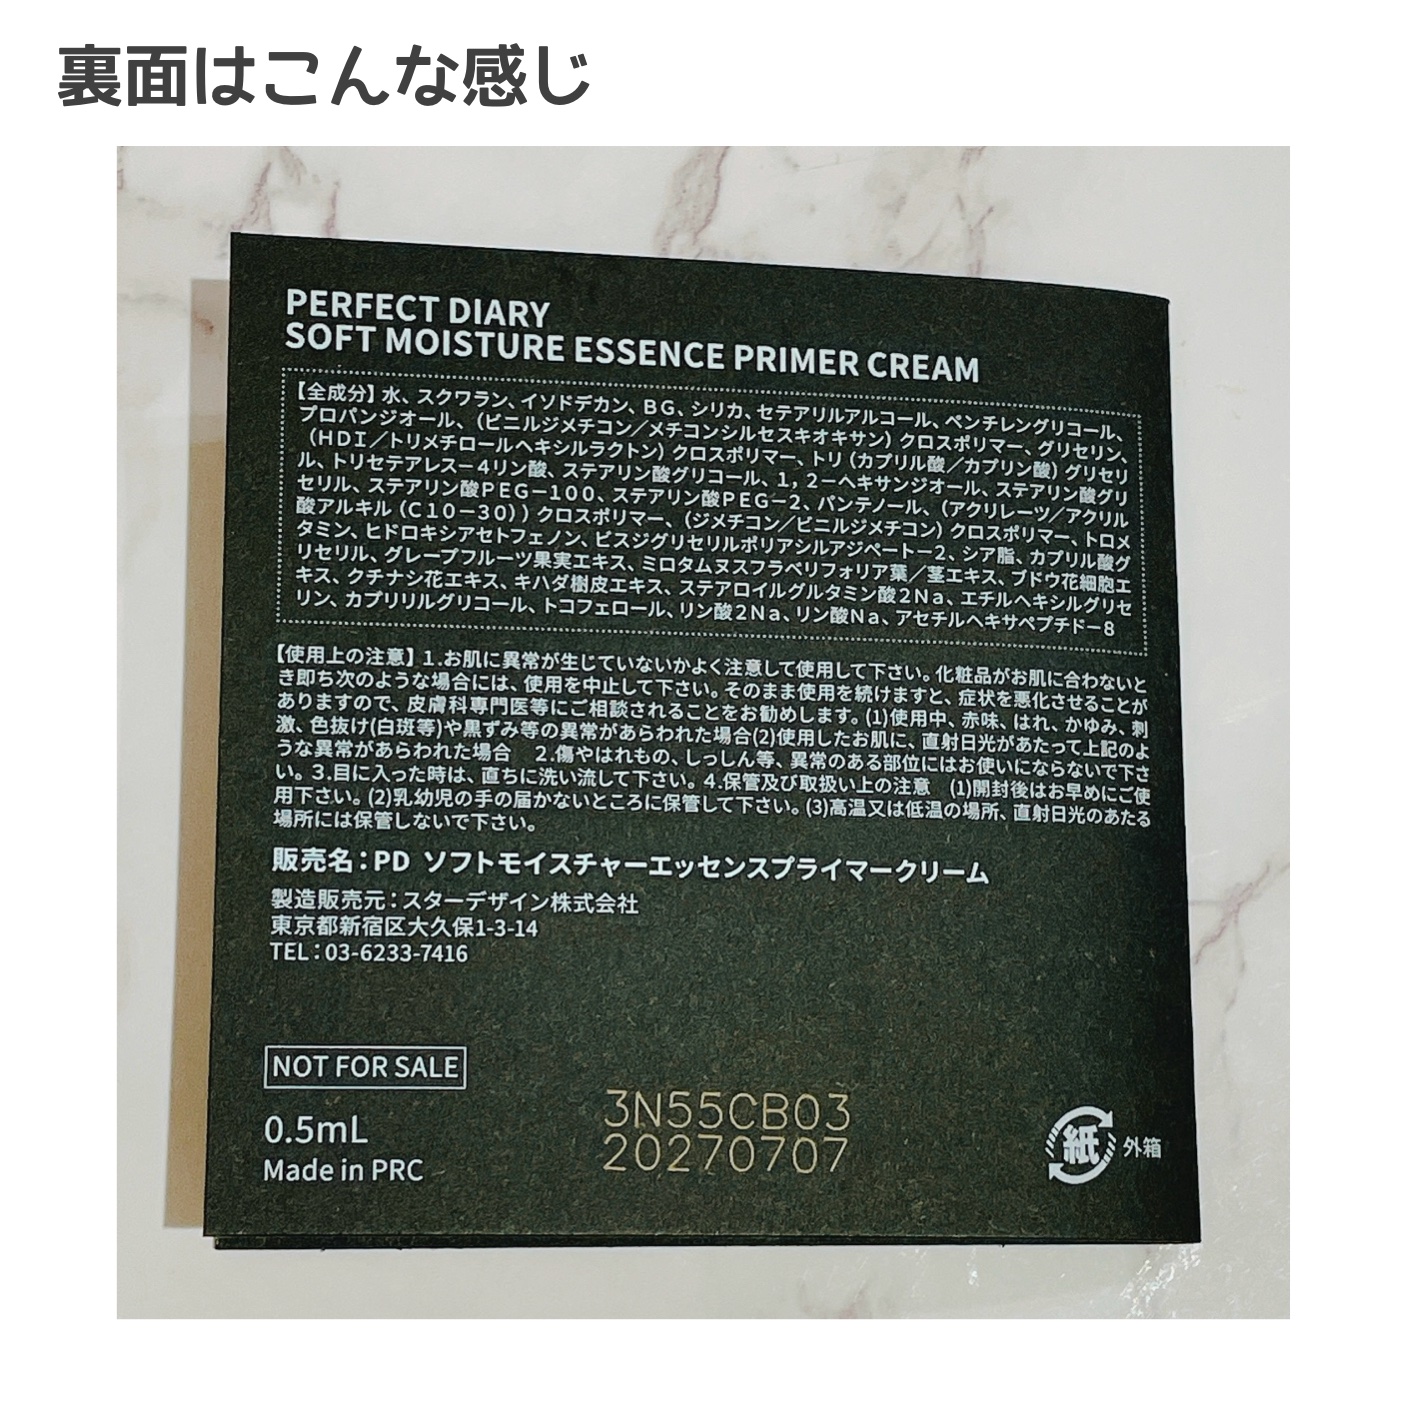 裏面はこんな感じ
PERFECT DIARY
SOFT MOISTURE ESSENCE PRIMER CREAM
【全成分】水、スクワラン、イソドデカン、BG、シリカ、セテアリルアルコール、ペンチレングリコール、
プロパンジオール、（ビニルジメチコン／メチコンシルセスキオキサン）クロスポリマー、グリセリン、
（HDI／トリメチロールヘキシルラクトン）クロスポリマー、トリ（カプリル酸／カプリン酸）グリセリ
ル、トリセテアレス－4リン酸、ステアリン酸グリコール、1，2－ヘキサンジオール、ステアリン酸グリ
セリル、ステアリン酸PEG－100、ステアリン酸PEG－2、パンテノール、（アクリレーツ／アクリル
酸アルキル（C10－30））クロスポリマー、（ジメチコン／ビニルジメチコン）クロスポリマー、トロメ
タミン、ヒドロキシアセトフェノン、ビスジグリセリルポリアシルアジペート－2、シア脂、カプリル酸グ
リセリル、グレープフルーツ果実エキス、ミロタムヌスフラベリフォリア葉／茎エキス、ブドウ花細胞エ
キス、クチナシ花エキス、キハダ樹皮エキス、ステアロイルグルタミン酸2Na、エチルヘキシルグリセ
リン、カプリリルグリコール、トコフェロール、リン酸2Na、リン酸Na、アセチルヘキサペプチド－8
【使用上の注意】1.お肌に異常が生じていないかよく注意して使用して下さい。化粧品がお肌に合わないと
き即ち次のような場合には、使用を中止して下さい。そのまま使用を続けますと、症状を悪化させることが
ありますので、皮膚科専門医等にご相談されることをお勧めします。(1)使用中、赤味、はれ、かゆみ、刺
激、色抜け(白斑等)や黒ずみ等の異常があらわれた場合(2)使用したお肌に、直射日光があたって上記のよ
うな異常があらわれた場合　2.傷やはれもの、しっしん等、異常のある部位にはお使いにならないで下さ
い。3.目に入った時は、直ちに洗い流して下さい。4.保管及び取扱い上の注意　(1)開封後はお早めにご使
用下さい。(2)乳幼児の手の届かないところに保管して下さい。(3)高温又は低温の場所、直射日光のあたる
場所には保管しないで下さい。
販売名：PD ソフトモイスチャーエッセンスプライマークリーム
製造販売元：スターデザイン株式会社
東京都新宿区大久保1-3-14
TEL：03-6233-7416
NOT FOR SALE
0.5mL
Made in PRC
3N55CB03
20270707
紙 外箱